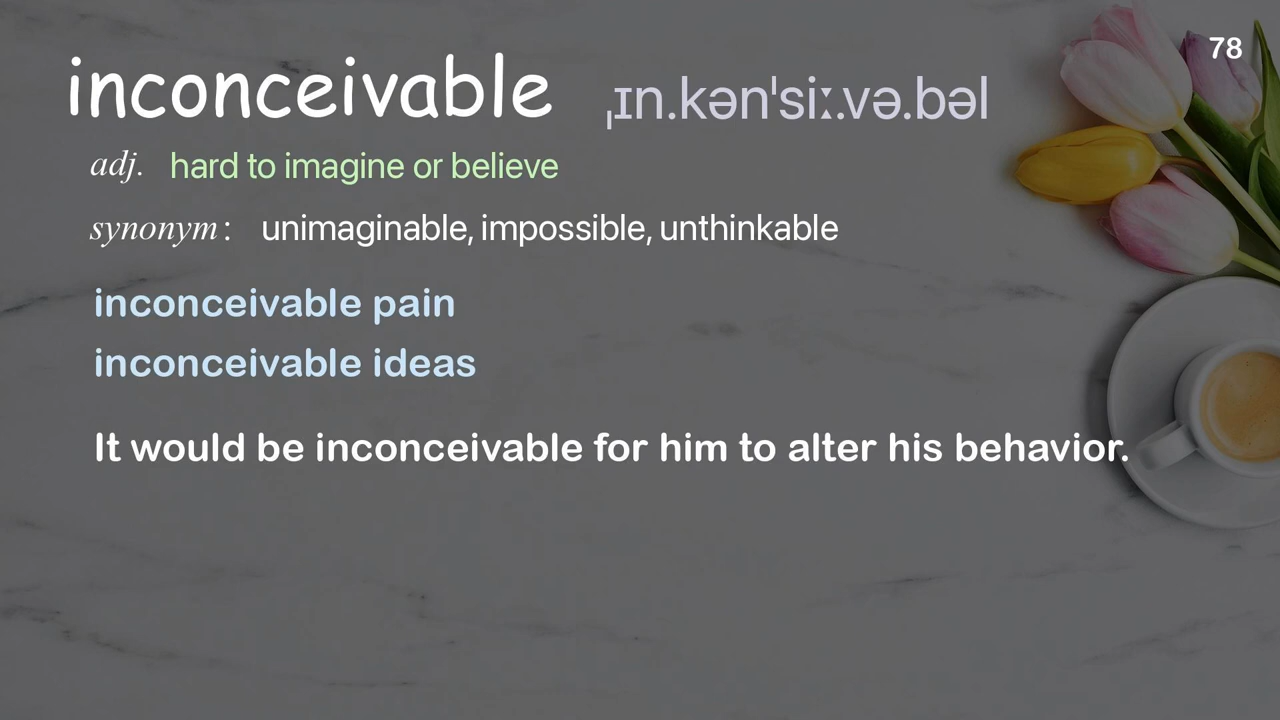 78
inconceivable ˌɪn.kənˈsiː.və.bəl
adj. hard to imagine or believe
synonym: unimaginable, impossible, unthinkable
inconceivable pain
inconceivable ideas
It would be inconceivable for him to alter his behavior.